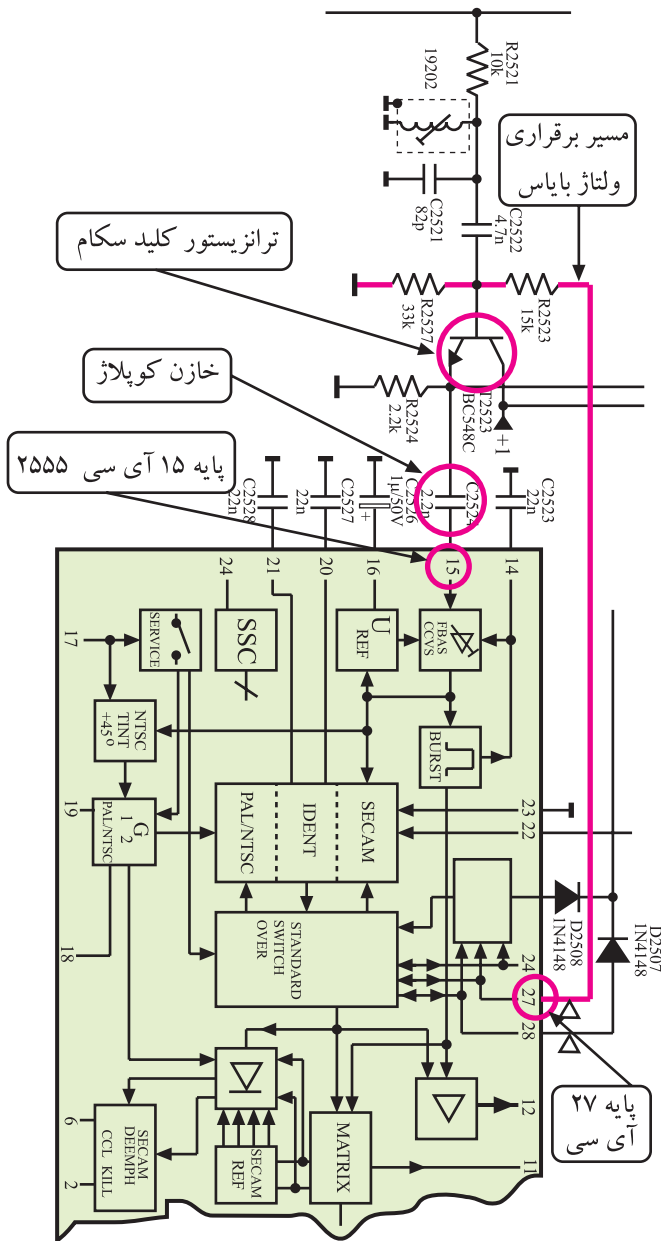 R2521
10k
19202
C2521
82p
C2522
4.7n
مسیر برقراری
ولتاژ بایاس
ترانزیستور کلید سکام
R2527
33k
R2523
15k
خازن کوپلاژ
R2524
2.2k
T2523
BC548C
+1
پایه ۱۵ آی سی ۲۵۵۵
C2528
22n
C2527
22n
C2526
1µ/50V
+
C2524
2.2n
C2523
22n
24
21
20
16
15
14
17
SERVICE
SSC
U
REF
FBAS
CCVS
NTSC
TINT
+45°
BURST
19
G
1 2
PAL/NTSC
PAL/NTSC
IDENT
SECAM
23
22
18
STANDARD
SWITCH
OVER
D2508
1N4148
D2507
1N4148
24
27
28
پایه ۲۷
آی سی
12
11
6
2
SECAM
DEEMPH
CCL KILL
SECAM
REF
MATRIX